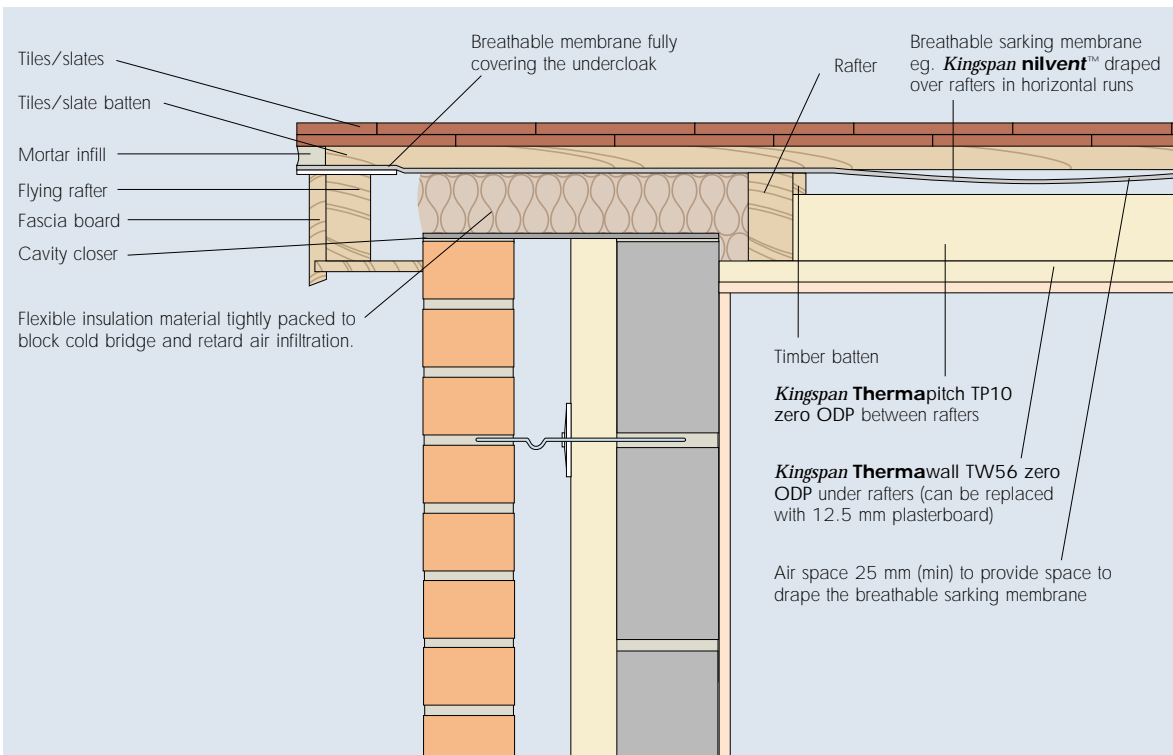 Tiles/slates
Tiles/slate batten
Mortar infill
Flying rafter
Fascia board
Cavity closer
Flexible insulation material tightly packed to
block cold bridge and retard air infiltration.
Breathable membrane fully
covering the undercloak
Rafter
Breathable sarking membrane
eg. Kingspan nilvent™ draped
over rafters in horizontal runs
Timber batten
Kingspan Thermapitch TP10
zero ODP between rafters
Kingspan Thermawall TW56 zero
ODP under rafters (can be replaced
with 12.5 mm plasterboard)
Air space 25 mm (min) to provide space to
drape the breathable sarking membrane